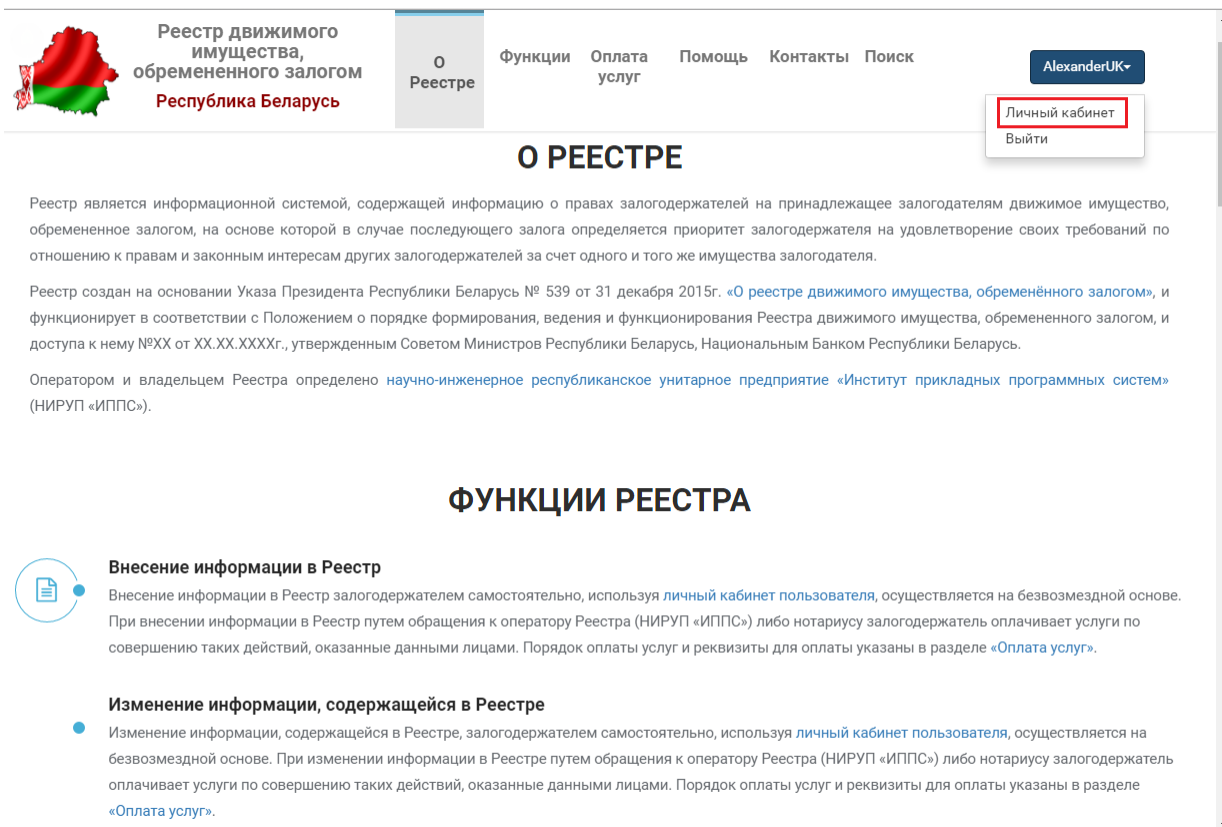 Реестр движимого
имущества,
обремененного залогом
Республика Беларусь
О
Реестре
Функции
Оплата
услуг
Помощь
Контакты
Поиск
AlexanderUK
Личный кабинет
Выйти
О РЕЕСТРЕ
Реестр является информационной системой, содержащей информацию о правах залогодержателей на принадлежащее залогодателям движимое имущество,
обремененное залогом, на основе которой в случае последующего залога определяется приоритет залогодержателя на удовлетворение своих требований по
отношению к правам и законным интересам других залогодержателей за счет одного и того же имущества залогодателя.
Реестр создан на основании Указа Президента Республики Беларусь № 539 от 31 декабря 2015г. «О реестре движимого имущества, обременённого залогом», и
функционирует в соответствии с Положением о порядке формирования, ведения и функционирования Реестра движимого имущества, обремененного залогом, и
доступа к нему №ХХ от ХХ.ХХ.ХХХХг., утвержденным Советом Министров Республики Беларусь, Национальным Банком Республики Беларусь.
Оператором и владельцем Реестра определено научно-инженерное республиканское унитарное предприятие «Институт прикладных программных систем»
(НИРУП «ИППС»).
ФУНКЦИИ РЕЕСТРА
Внесение информации в Реестр
Внесение информации в Реестр залогодержателем самостоятельно, используя личный кабинет пользователя, осуществляется на безвозмездной основе.
При внесении информации в Реестр путем обращения к оператору Реестра (НИРУП «ИППС») либо нотариусу залогодержатель оплачивает услуги по
совершению таких действий, оказанные данными лицами. Порядок оплаты услуг и реквизиты для оплаты указаны в разделе «Оплата услуг».
Изменение информации, содержащейся в Реестре
Изменение информации, содержащейся в Реестре, залогодержателем самостоятельно, используя личный кабинет пользователя, осуществляется на
безвозмездной основе. При изменении информации в Реестре путем обращения к оператору Реестра (НИРУП «ИППС») либо нотариусу залогодержатель
оплачивает услуги по совершению таких действий, оказанные данными лицами. Порядок оплаты услуг и реквизиты для оплаты указаны в разделе
«Оплата услуг».